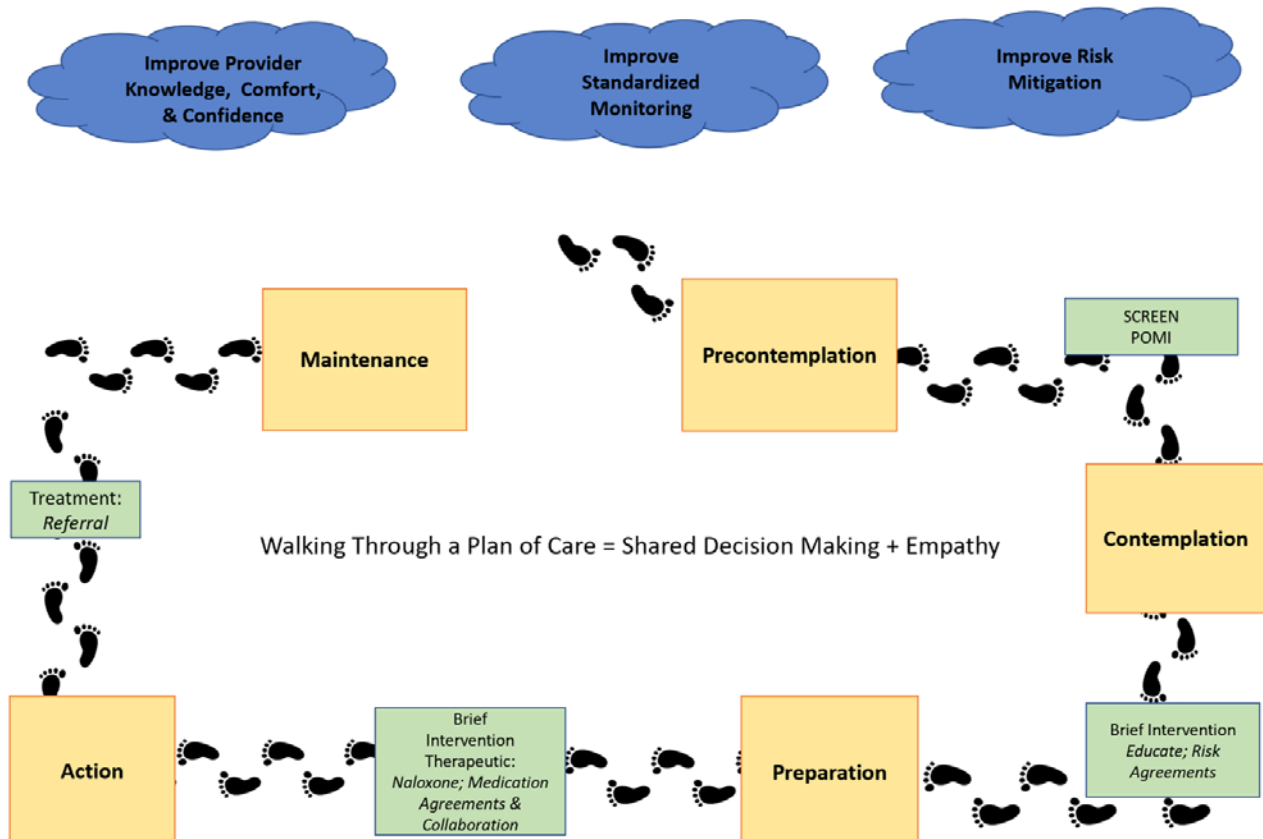 Improve Provider
Knowledge, Comfort,
& Confidence
Improve
Standardized
Monitoring
Improve Risk
Mitigation
Maintenance
Precontemplation
SCREEN
POMI
Treatment:
Referral
Walking Through a Plan of Care = Shared Decision Making + Empathy
Contemplation
Action
Brief
Intervention
Therapeutic:
Naloxone; Medication
Agreements &
Collaboration
Preparation
Brief Intervention
Educate; Risk
Agreements